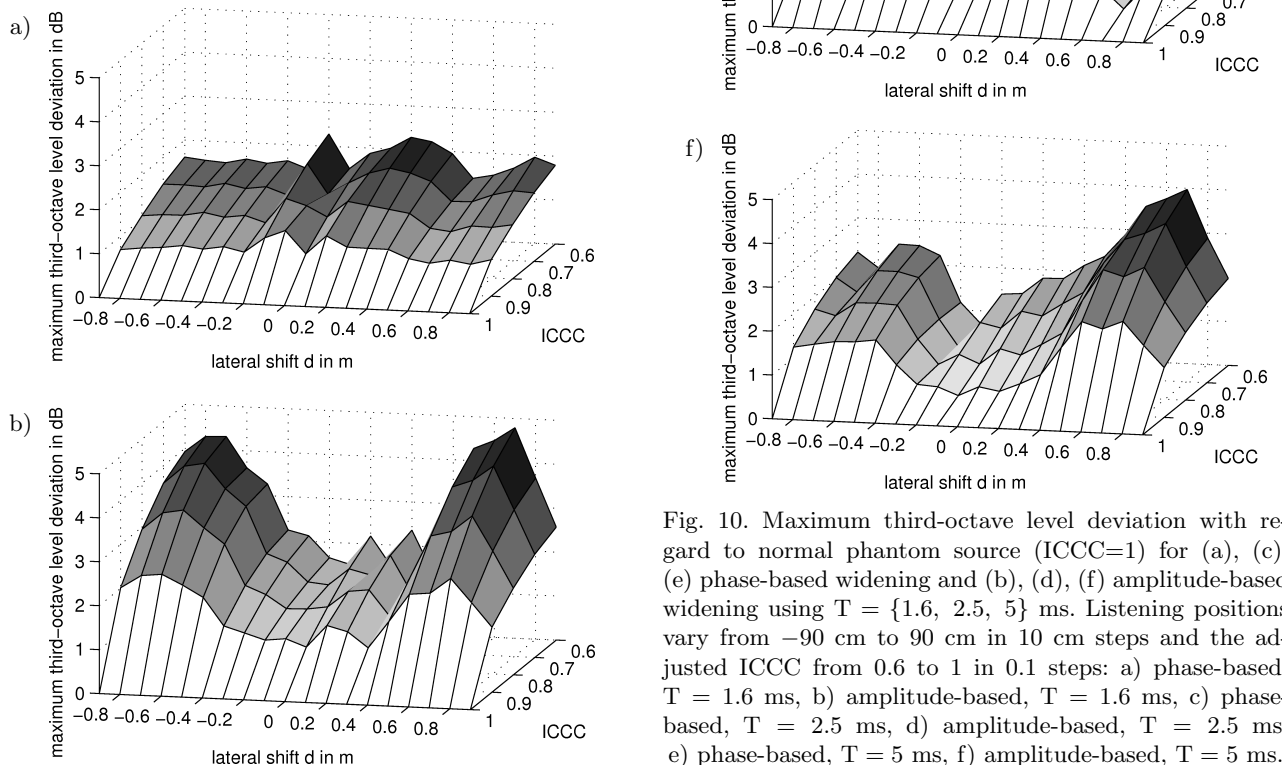 a)
maximum third−octave level deviation in dB
5
4
3
2
1
0
−0.8 −0.6 −0.4 −0.2 0 0.2 0.4 0.6 0.8
lateral shift d in m
1 0.9 0.8 0.7 0.6
ICCC
b)
maximum third−octave level deviation in dB
5
4
3
2
1
0
−0.8 −0.6 −0.4 −0.2 0 0.2 0.4 0.6 0.8
lateral shift d in m
1 0.9 0.8 0.7 0.6
ICCC
maximum
0
−0.8 −0.6 −0.4 −0.2 0 0.2 0.4 0.6 0.8
lateral shift d in m
1 0.9 0.8 0.7
ICCC
f)
maximum third−octave level deviation in dB
5
4
3
2
1
0
−0.8 −0.6 −0.4 −0.2 0 0.2 0.4 0.6 0.8
lateral shift d in m
1 0.9 0.8 0.7 0.6
ICCC
Fig. 10. Maximum third-octave level deviation with re-
gard to normal phantom source (ICCC=1) for (a), (c)
(e) phase-based widening and (b), (d), (f) amplitude-based
widening using T = {1.6, 2.5, 5} ms. Listening positions
vary from −90 cm to 90 cm in 10 cm steps and the ad-
justed ICCC from 0.6 to 1 in 0.1 steps: a) phase-based
T = 1.6 ms, b) amplitude-based, T = 1.6 ms, c) phase-
based, T = 2.5 ms, d) amplitude-based, T = 2.5 ms
e) phase-based, T = 5 ms, f) amplitude-based, T = 5 ms.